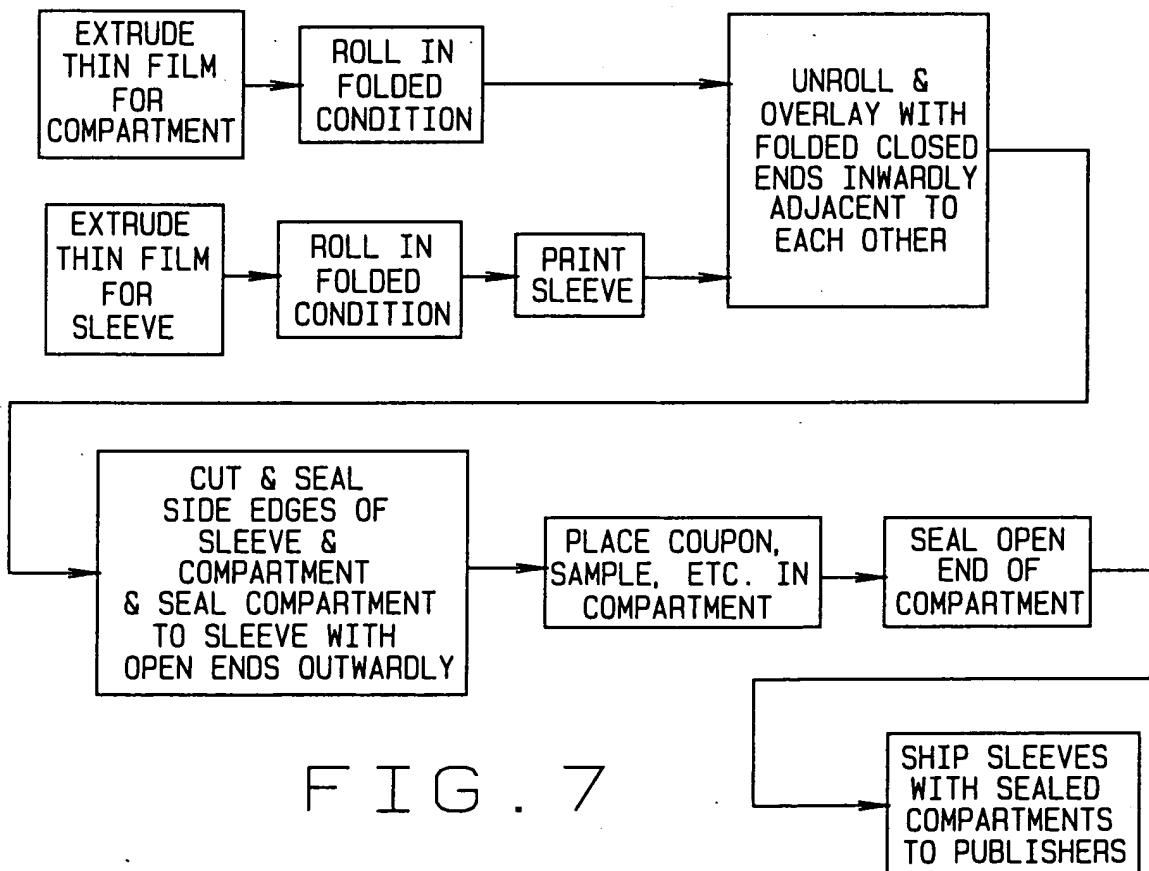 EXTRUDE
THIN FILM
FOR
COMPARTMENT
ROLL IN
FOLDED
CONDITION
UNROLL &
OVERLAY WITH
FOLDED CLOSED
ENDS INWARDLY
ADJACENT TO
EACH OTHER
EXTRUDE
THIN FILM
FOR
SLEEVE
ROLL IN
FOLDED
CONDITION
PRINT
SLEEVE
CUT & SEAL
SIDE EDGES OF
SLEEVE &
COMPARTMENT
& SEAL COMPARTMENT
TO SLEEVE WITH
OPEN ENDS OUTWARDLY
PLACE COUPON,
SAMPLE, ETC. IN
COMPARTMENT
SEAL OPEN
END OF
COMPARTMENT
SHIP SLEEVES
WITH SEALED
COMPARTMENTS
TO PUBLISHERS
FIG. 7